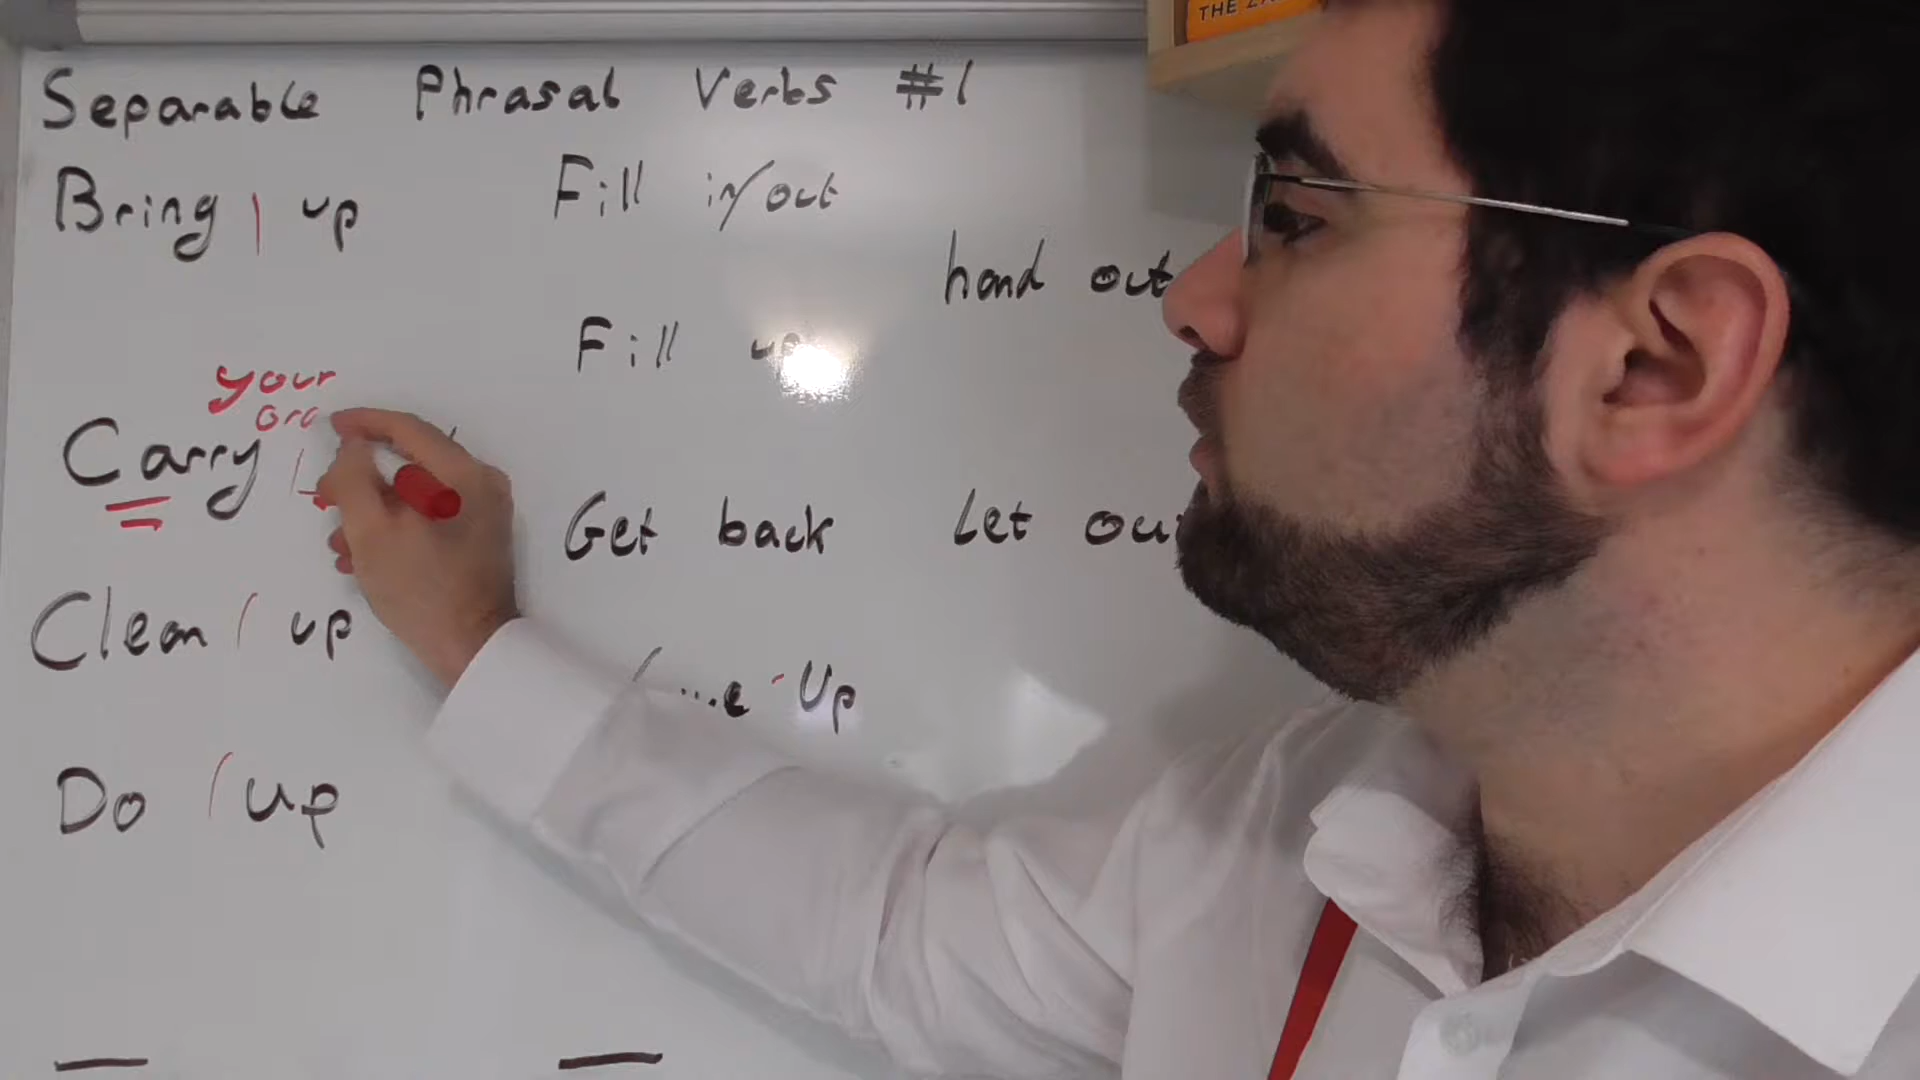 THE
Separable Phrasal Verbs #1
Bring | up
Fill in/out
hand out
Fill up
your
Carry |
Get back
Let
Clean | up
Up
Do | up